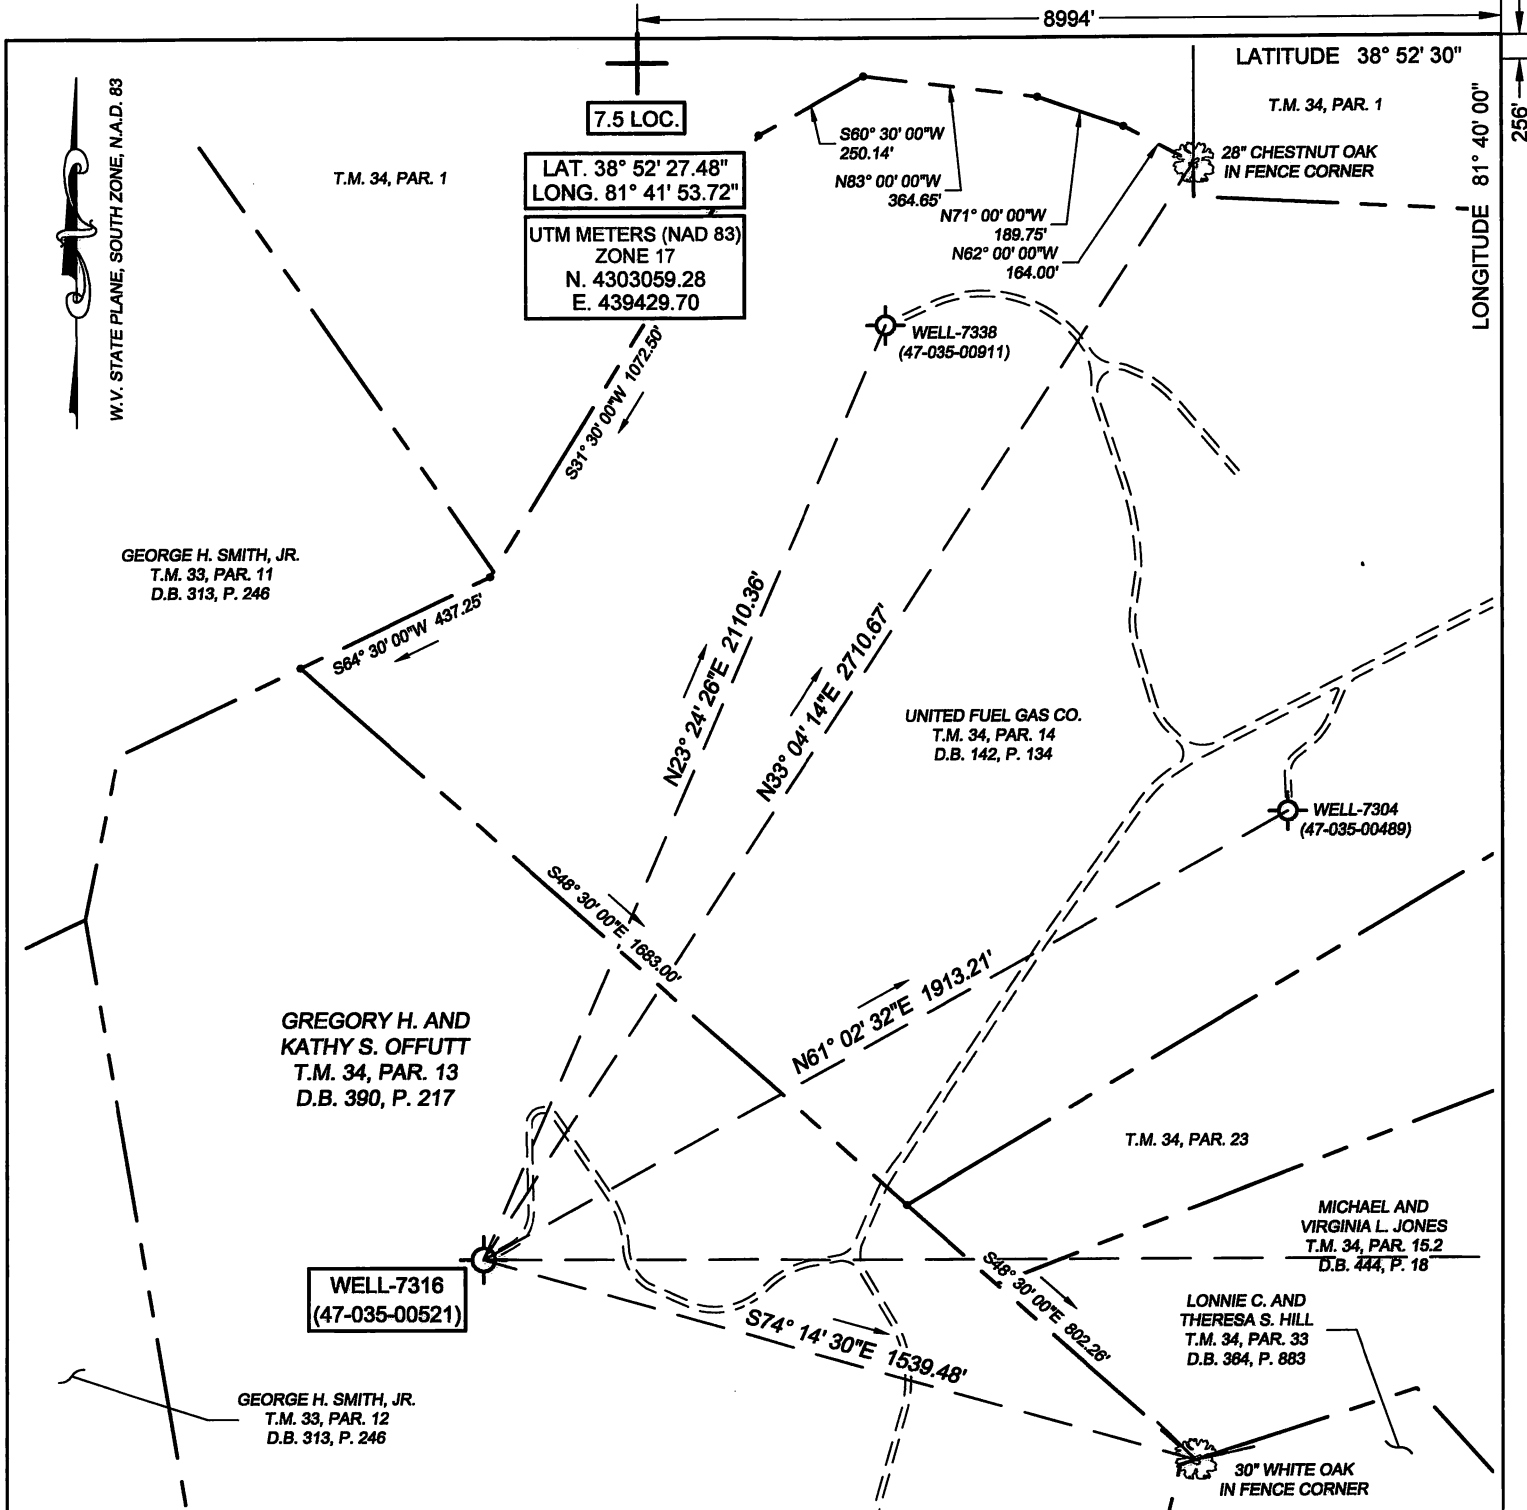 8994'
LATITUDE 38° 52' 30"
256'
LONGITUDE 81° 40' 00"
W.V. STATE PLANE, SOUTH ZONE, N.A.D. 83
T.M. 34, PAR. 1
7.5 LOC.
LAT. 38° 52' 27.48"
LONG. 81° 41' 53.72"
UTM METERS (NAD 83)
ZONE 17
N. 4303059.28
E. 439429.70
S60° 30' 00"W
250.14'
N83° 00' 00"W
364.65'
N71° 00' 00"W
189.75'
N62° 00' 00"W
164.00'
T.M. 34, PAR. 1
28" CHESTNUT OAK
IN FENCE CORNER
WELL-7338
(47-035-00911)
S31° 30' 00"W 1072.50'
GEORGE H. SMITH, JR.
T.M. 33, PAR. 11
D.B. 313, P. 246
S64° 30' 00"W 437.25'
N23° 24' 26"E 2110.36'
N33° 04' 14"E 2710.67'
UNITED FUEL GAS CO.
T.M. 34, PAR. 14
D.B. 142, P. 134
WELL-7304
(47-035-00489)
S48° 30' 00"E 1683.00'
N61° 02' 32"E 1913.21'
GREGORY H. AND
KATHY S. OFFUTT
T.M. 34, PAR. 13
D.B. 390, P. 217
T.M. 34, PAR. 23
MICHAEL AND
VIRGINIA L. JONES
T.M. 34, PAR. 15.2
D.B. 444, P. 18
WELL-7316
(47-035-00521)
S48° 30' 00"E 802.26'
S74° 14' 30"E 1539.48'
LONNIE C. AND
THERESA S. HILL
T.M. 34, PAR. 33
D.B. 364, P. 883
GEORGE H. SMITH, JR.
T.M. 33, PAR. 12
D.B. 313, P. 246
30" WHITE OAK
IN FENCE CORNER